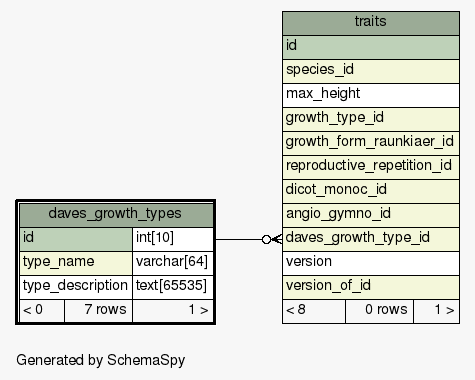 traits
id
species_id
max_height
growth_type_id
growth_form_raunkiaer_id
reproductive_repetition_id
dicot_monoc_id
angio_gymno_id
daves_growth_type_id
version
version_of_id
< 8 0 rows 1 >
daves_growth_types
id int[10]
type_name varchar[64]
type_description text[65535]
< 0 7 rows 1 >
Generated by SchemaSpy